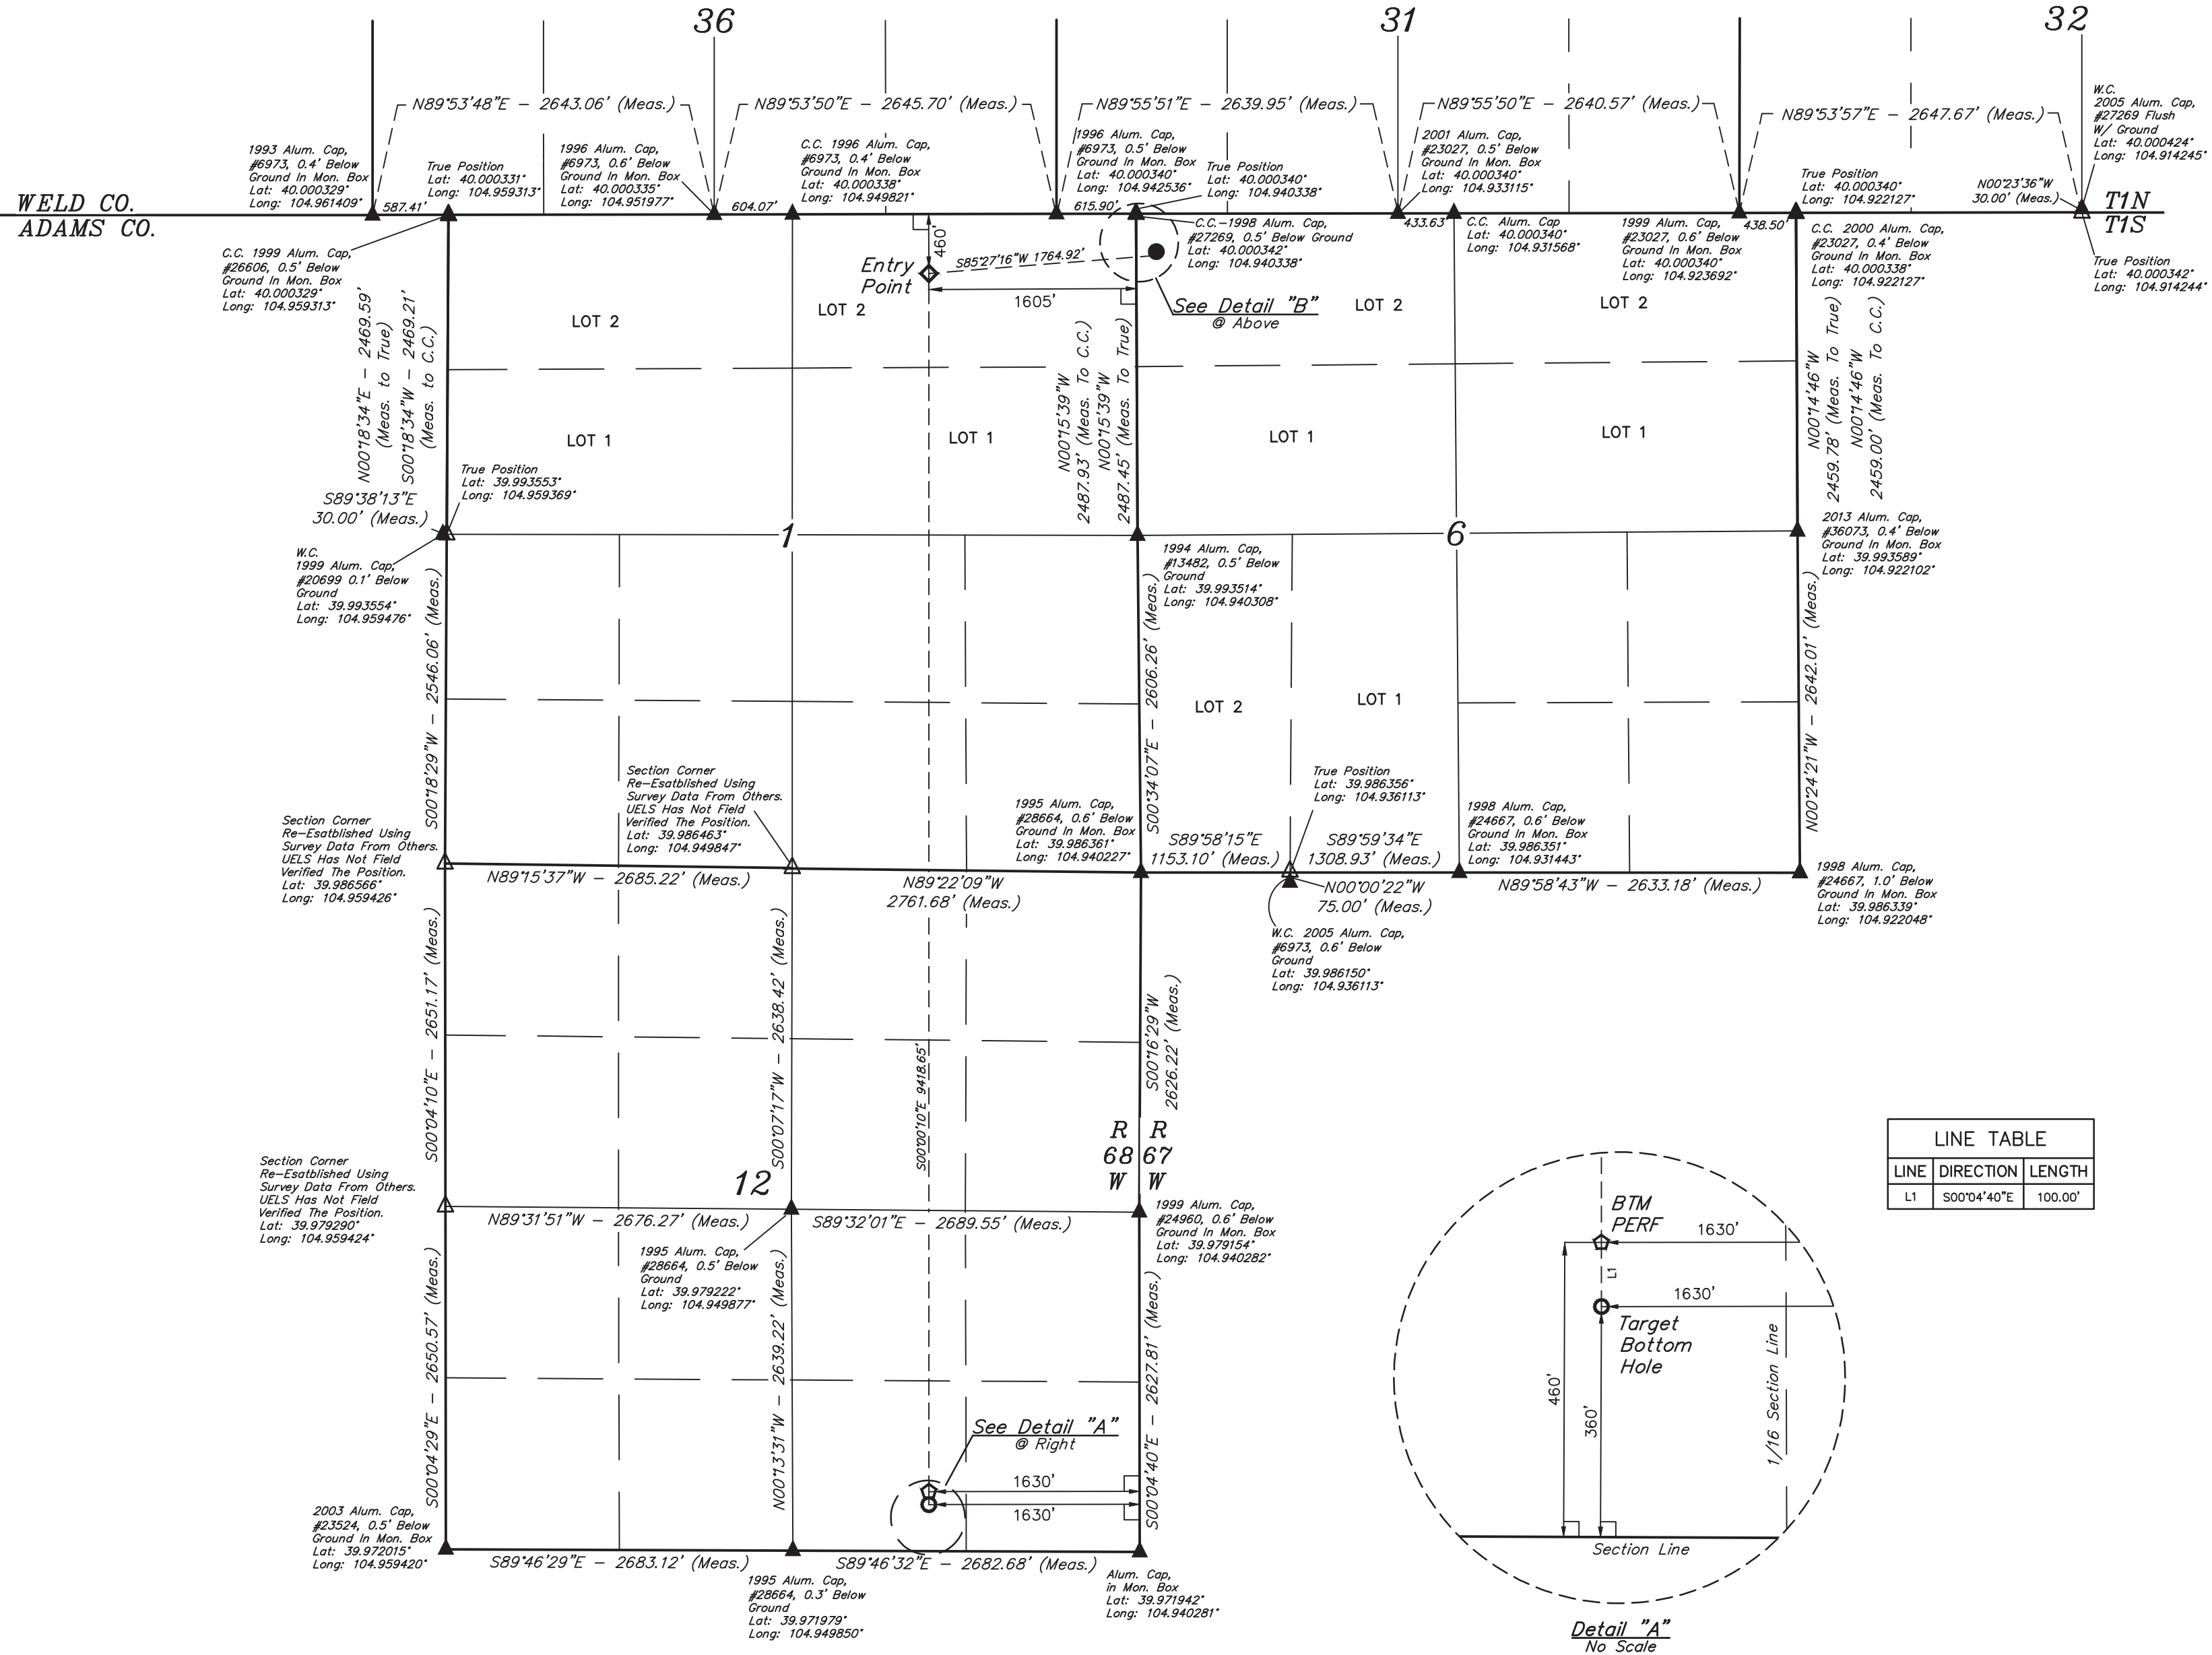 36
31
32
N89°53'48"E - 2643.06' (Meas.)
N89°53'50"E - 2645.70' (Meas.)
N89°55'51"E - 2639.95' (Meas.)
N89°55'50"E - 2640.57' (Meas.)
N89°53'57"E - 2647.67' (Meas.)
W.C.
2005 Alum. Cap,
#27269 Flush
W/ Ground
Lat: 40.000424°
Long: 104.914245°
1993 Alum. Cap,
#6973, 0.4' Below
Ground In Mon. Box
Lat: 40.000329°
Long: 104.961409°
True Position
Lat: 40.000331°
Long: 104.959313°
1996 Alum. Cap,
#6973, 0.6' Below
Ground In Mon. Box
Lat: 40.000335°
Long: 104.951977°
C.C. 1996 Alum. Cap,
#6973, 0.4' Below
Ground In Mon. Box
Lat: 40.000338°
Long: 104.949821°
1996 Alum. Cap,
#6973, 0.5' Below
Ground In Mon. Box
Lat: 40.000340°
Long: 104.942536°
True Position
Lat: 40.000340°
Long: 104.940338°
2001 Alum. Cap,
#23027, 0.5' Below
Ground In Mon. Box
Lat: 40.000340°
Long: 104.933115°
True Position
Lat: 40.000340°
Long: 104.922127°
N00°23'36"W
30.00' (Meas.)
WELD CO.
ADAMS CO.
587.41'
604.07'
615.90'
433.63'
438.50'
T1N
T1S
C.C. 1999 Alum. Cap,
#26606, 0.5' Below
Ground In Mon. Box
Lat: 40.000329°
Long: 104.959313°
460'
Entry
Point
S85°27'16"W 1764.92'
1605'
C.C.-1998 Alum. Cap,
#27269, 0.5' Below Ground
Lat: 40.000342°
Long: 104.940338°
See Detail "B"
@ Above
C.C. Alum. Cap
Lat: 40.000340°
Long: 104.931568°
1999 Alum. Cap,
#23027, 0.6' Below
Ground In Mon. Box
Lat: 40.000340°
Long: 104.923692°
C.C. 2000 Alum. Cap,
#23027, 0.4' Below
Ground In Mon. Box
Lat: 40.000338°
Long: 104.922127°
True Position
Lat: 40.000342°
Long: 104.914244°
LOT 2
LOT 2
LOT 2
LOT 2
N00°18'34"E - 2469.59'
(Meas. to True)
S00°18'34"W - 2469.21'
(Meas. to C.C.)
N00°15'39"W
2487.93' (Meas. To C.C.)
N00°15'39"W
2487.45' (Meas. To True)
N00°14'46"W
2459.78' (Meas. To True)
N00°14'46"W
2459.00' (Meas. To C.C.)
LOT 1
LOT 1
LOT 1
LOT 1
True Position
Lat: 39.993553°
Long: 104.959369°
S89°38'13"E
30.00' (Meas.)
W.C.
1999 Alum. Cap,
#20699 0.1' Below
Ground
Lat: 39.993554°
Long: 104.959476°
1
6
1994 Alum. Cap,
#13482, 0.5' Below
Ground
Lat: 39.993514°
Long: 104.940308°
2013 Alum. Cap,
#36073, 0.4' Below
Ground In Mon. Box
Lat: 39.993589°
Long: 104.922102°
S00°18'29"W - 2546.06' (Meas.)
S00°34'07"E - 2606.26' (Meas.)
N00°24'21"W - 2642.01' (Meas.)
LOT 2
LOT 1
Section Corner
Re-Esatblished Using
Survey Data From Others.
UELS Has Not Field
Verified The Position.
Lat: 39.986566°
Long: 104.959426°
Section Corner
Re-Esatblished Using
Survey Data From Others.
UELS Has Not Field
Verified The Position.
Lat: 39.986463°
Long: 104.949847°
1995 Alum. Cap,
#28664, 0.6' Below
Ground In Mon. Box
Lat: 39.986361°
Long: 104.940227°
True Position
Lat: 39.986356°
Long: 104.936113°
1998 Alum. Cap,
#24667, 0.6' Below
Ground In Mon. Box
Lat: 39.986351°
Long: 104.931443°
S89°58'15"E
1153.10' (Meas.)
S89°59'34"E
1308.93' (Meas.)
N89°15'37"W - 2685.22' (Meas.)
N89°22'09"W
2761.68' (Meas.)
N00°00'22"W
75.00' (Meas.)
N89°58'43"W - 2633.18' (Meas.)
1998 Alum. Cap,
#24667, 1.0' Below
Ground In Mon. Box
Lat: 39.986339°
Long: 104.922048°
W.C. 2005 Alum. Cap,
#6973, 0.6' Below
Ground
Lat: 39.986150°
Long: 104.936113°
S00°04'10"E - 2651.17' (Meas.)
S00°07'17"W - 2638.42' (Meas.)
S00°00'10"E 9418.65'
S00°16'29"W
2626.22' (Meas.)
R R
68 67
W W
12
Section Corner
Re-Esatblished Using
Survey Data From Others.
UELS Has Not Field
Verified The Position.
Lat: 39.979290°
Long: 104.959424°
N89°31'51"W - 2676.27' (Meas.)
S89°32'01"E - 2689.55' (Meas.)
1999 Alum. Cap,
#24960, 0.6' Below
Ground In Mon. Box
Lat: 39.979154°
Long: 104.940282°
1995 Alum. Cap,
#28664, 0.5' Below
Ground
Lat: 39.979222°
Long: 104.949877°
S00°04'29"E - 2650.57' (Meas.)
N00°13'31"W - 2639.22' (Meas.)
S00°04'40"E - 2627.81' (Meas.)
See Detail "A"
@ Right
1630'
1630'
2003 Alum. Cap,
#23524, 0.5' Below
Ground In Mon. Box
Lat: 39.972015°
Long: 104.959420°
S89°46'29"E - 2683.12' (Meas.)
S89°46'32"E - 2682.68' (Meas.)
1995 Alum. Cap,
#28664, 0.3' Below
Ground
Lat: 39.971979°
Long: 104.949850°
Alum. Cap,
in Mon. Box
Lat: 39.971942°
Long: 104.940281°
LINE TABLE
LINE DIRECTION LENGTH
L1 S00°04'40"E 100.00'
BTM
PERF
1630'
L1
1630'
Target
Bottom
Hole
460'
360'
1/16 Section Line
Section Line
Detail "A"
No Scale